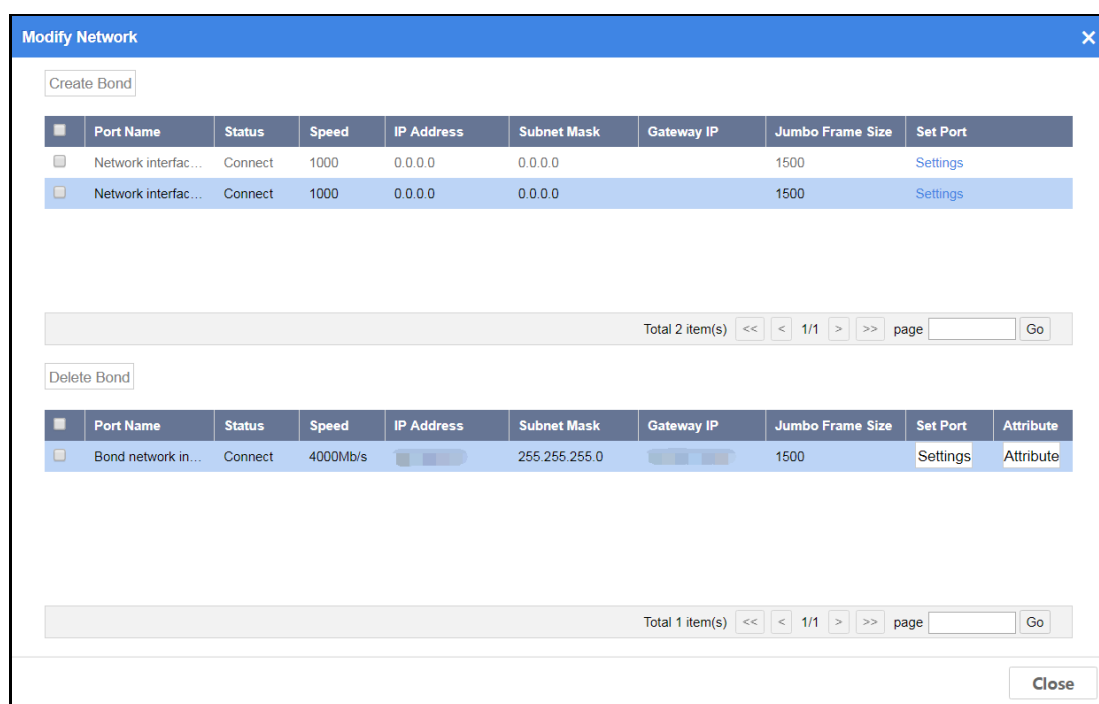 Modify Network ×
Create Bond
Port Name Status Speed IP Address Subnet Mask Gateway IP Jumbo Frame Size Set Port
Network interfac... Connect 1000 0.0.0.0 0.0.0.0 1500 Settings
Network interfac... Connect 1000 0.0.0.0 0.0.0.0 1500 Settings
Total 2 item(s) << < 1/1 > >> page Go
Delete Bond
Port Name Status Speed IP Address Subnet Mask Gateway IP Jumbo Frame Size Set Port Attribute
Bond network in... Connect 4000Mb/s 255.255.255.0 1500 Settings Attribute
Total 1 item(s) << < 1/1 > >> page Go
Close